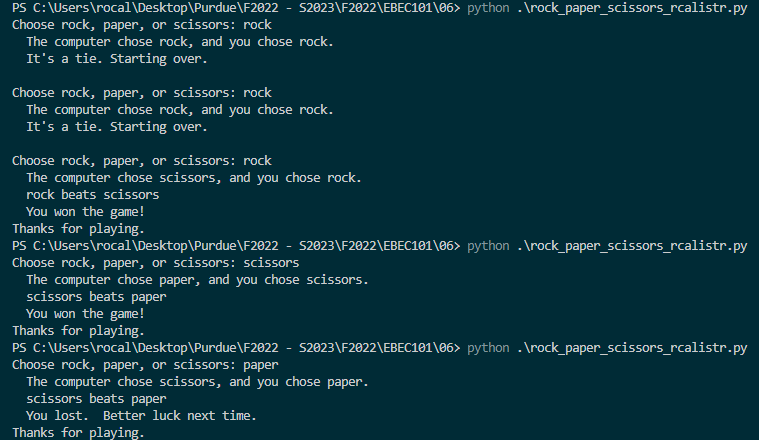 PS C:\Users\rocal\Desktop\Purdue\F2022 - S2023\F2022\EBEC101\06> python .\rock_paper_scissors_rcalistr.py
Choose rock, paper, or scissors: rock
  The computer chose rock, and you chose rock.
  It's a tie. Starting over.

Choose rock, paper, or scissors: rock
  The computer chose rock, and you chose rock.
  It's a tie. Starting over.

Choose rock, paper, or scissors: rock
  The computer chose scissors, and you chose rock.
  rock beats scissors
  You won the game!
Thanks for playing.
PS C:\Users\rocal\Desktop\Purdue\F2022 - S2023\F2022\EBEC101\06> python .\rock_paper_scissors_rcalistr.py
Choose rock, paper, or scissors: scissors
  The computer chose paper, and you chose scissors.
  scissors beats paper
  You won the game!
Thanks for playing.
PS C:\Users\rocal\Desktop\Purdue\F2022 - S2023\F2022\EBEC101\06> python .\rock_paper_scissors_rcalistr.py
Choose rock, paper, or scissors: paper
  The computer chose scissors, and you chose paper.
  scissors beats paper
  You lost.  Better luck next time.
Thanks for playing.